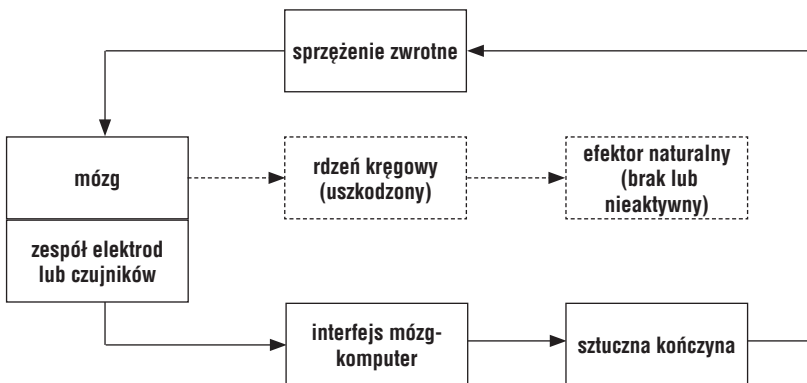 sprzężenie zwrotne
mózg
rdzeń kręgowy
(uszkodzony)
efektor naturalny
(brak lub
nieaktywny)
zespół elektrod
lub czujników
interfejs mózg-
komputer
sztuczna kończyna